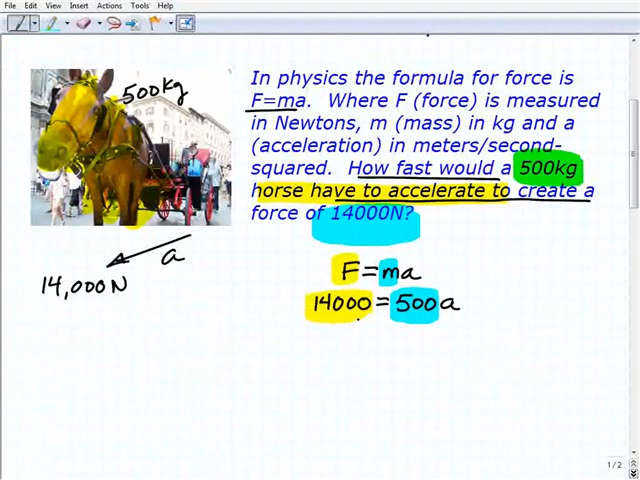 File Edit View Insert Actions Tools Help
500kg
In physics the formula for force is
F=ma. Where F (force) is measured
in Newtons, m (mass) in kg and a
(acceleration) in meters/second-
squared. How fast would a 500kg
horse have to accelerate to create a
force of 14000N?
a
14,000N
F=ma
14000=500a
1/2